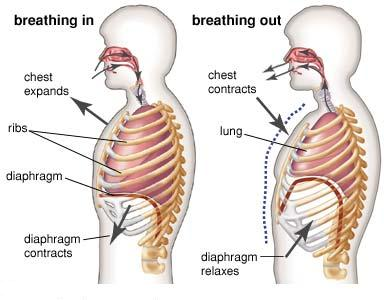 breathing in
chest
expands
ribs
diaphragm
diaphragm
contracts
breathing out
chest
contracts
lung
diaphragm
relaxes